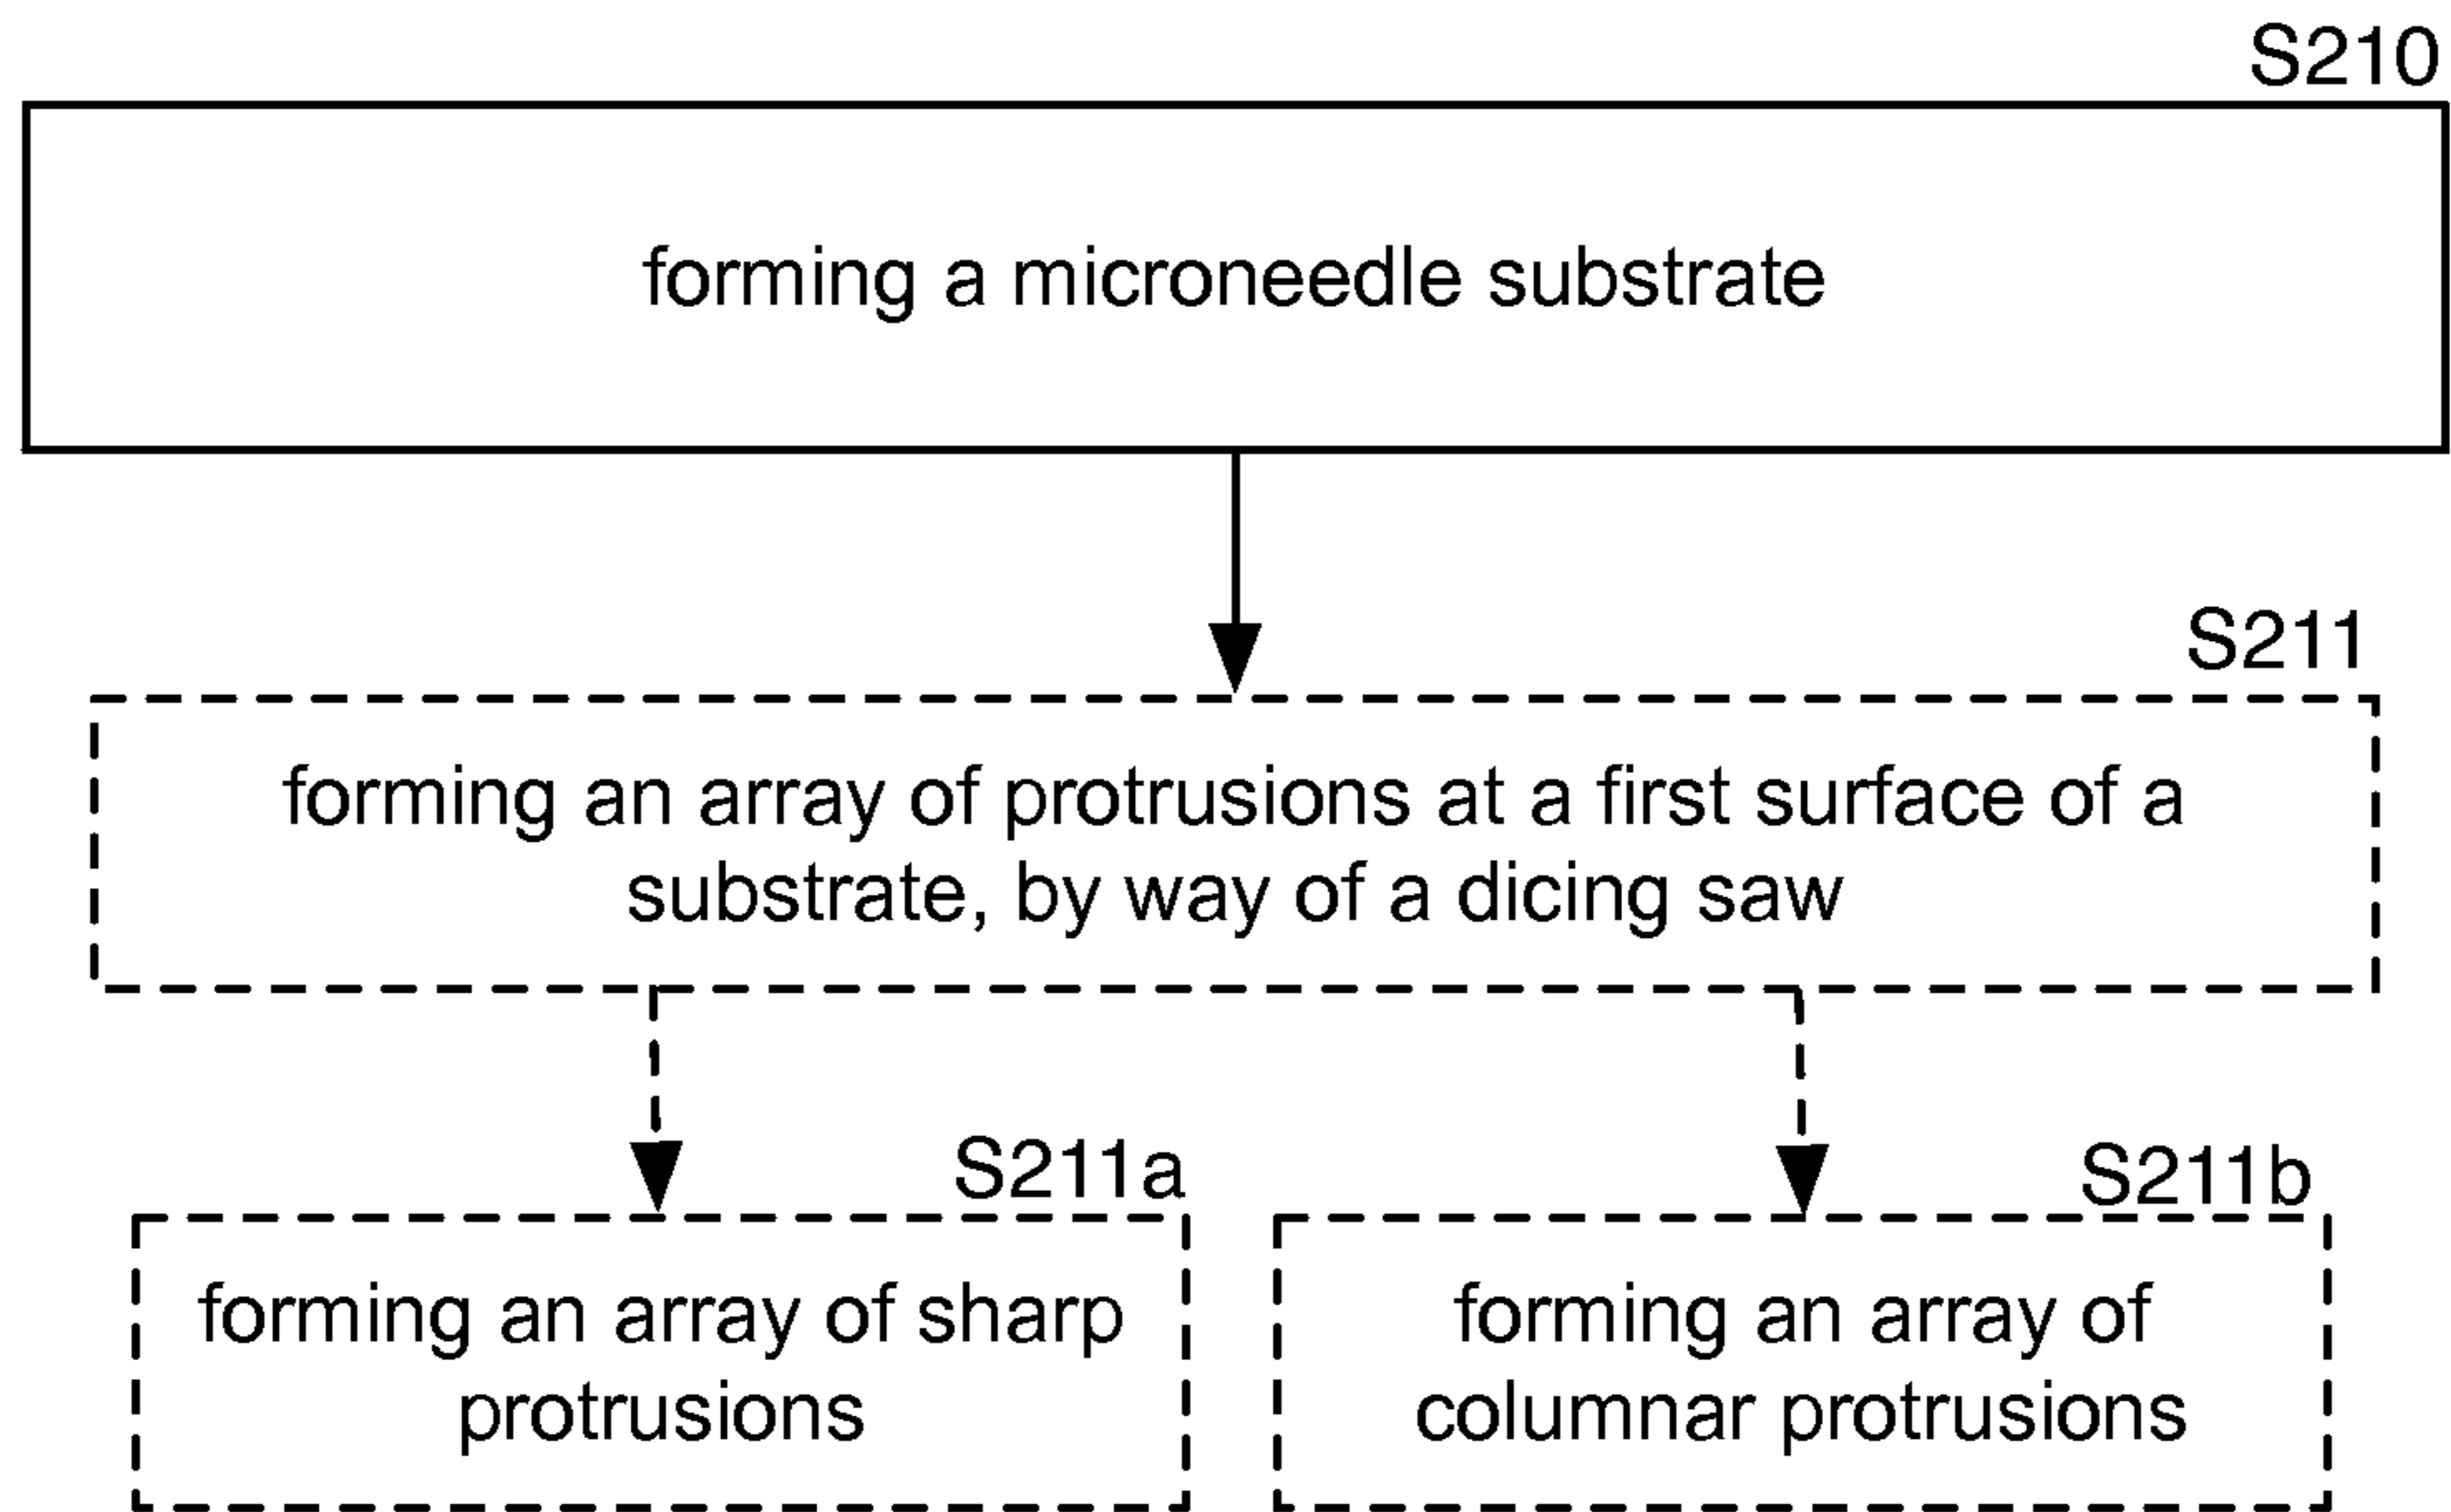 S210
forming a microneedle substrate
S211
forming an array of protrusions at a first surface of a
substrate, by way of a dicing saw
S211a
forming an array of sharp
protrusions
S211b
forming an array of
columnar protrusions